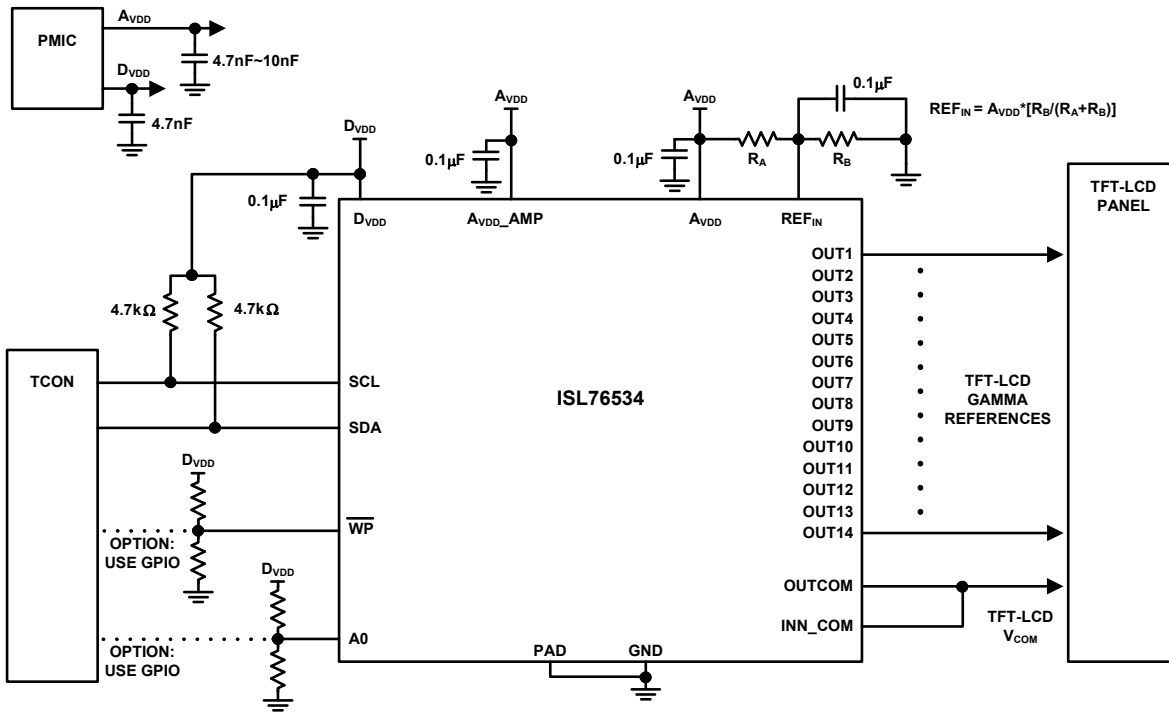 PMIC
AVDD
4.7nF~10nF
DVDD
4.7nF
DVDD
0.1µF
AVDD
0.1µF
AVDD
0.1µF
RA
0.1µF
RB
REFIN = AVDD*[RB/(RA+RB)]
DVDD
AVDD_AMP
AVDD
REFIN
4.7kΩ
4.7kΩ
TCON
SCL
SDA
DVDD
WP
OPTION:
USE GPIO
DVDD
A0
OPTION:
USE GPIO
ISL76534
PAD
GND
OUT1
OUT2
OUT3
OUT4
OUT5
OUT6
OUT7
OUT8
OUT9
OUT10
OUT11
OUT12
OUT13
OUT14
OUTCOM
INN_COM
TFT-LCD
GAMMA
REFERENCES
TFT-LCD
VCOM
TFT-LCD
PANEL